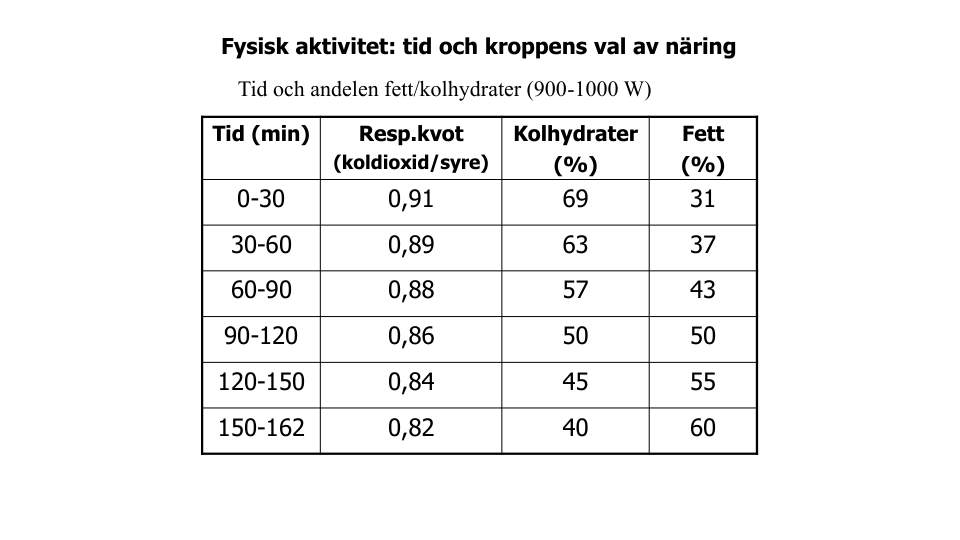 Fysisk aktivitet: tid och kroppens val av näring
Tid och andelen fett/kolhydrater (900-1000 W)
Tid (min) Resp.kvot (koldioxid/syre) Kolhydrater (%) Fett (%)
0-30 0,91 69 31
30-60 0,89 63 37
60-90 0,88 57 43
90-120 0,86 50 50
120-150 0,84 45 55
150-162 0,82 40 60